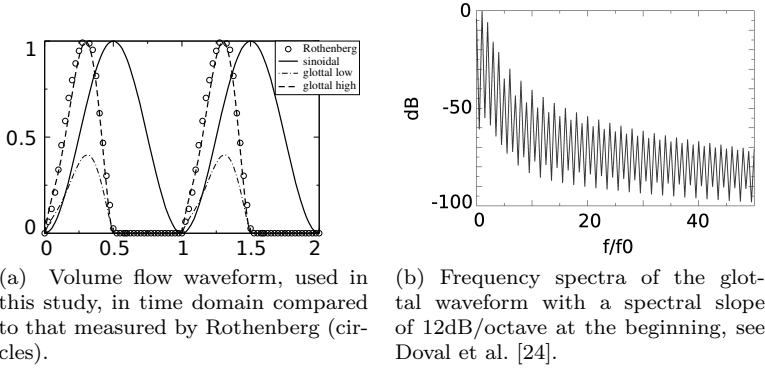 1
0.5
0
0
0.5
1.0
1.5
2
Rothenberg
sinoidal
glottal low
glottal high
0
-50
-100
dB
0
20
40
f/f0
(a) Volume flow waveform, used in
this study, in time domain compared
to that measured by Rothenberg (cir-
cles).
(b) Frequency spectra of the glot-
tal waveform with a spectral slope
of 12dB/octave at the beginning, see
Doval et al. [24].